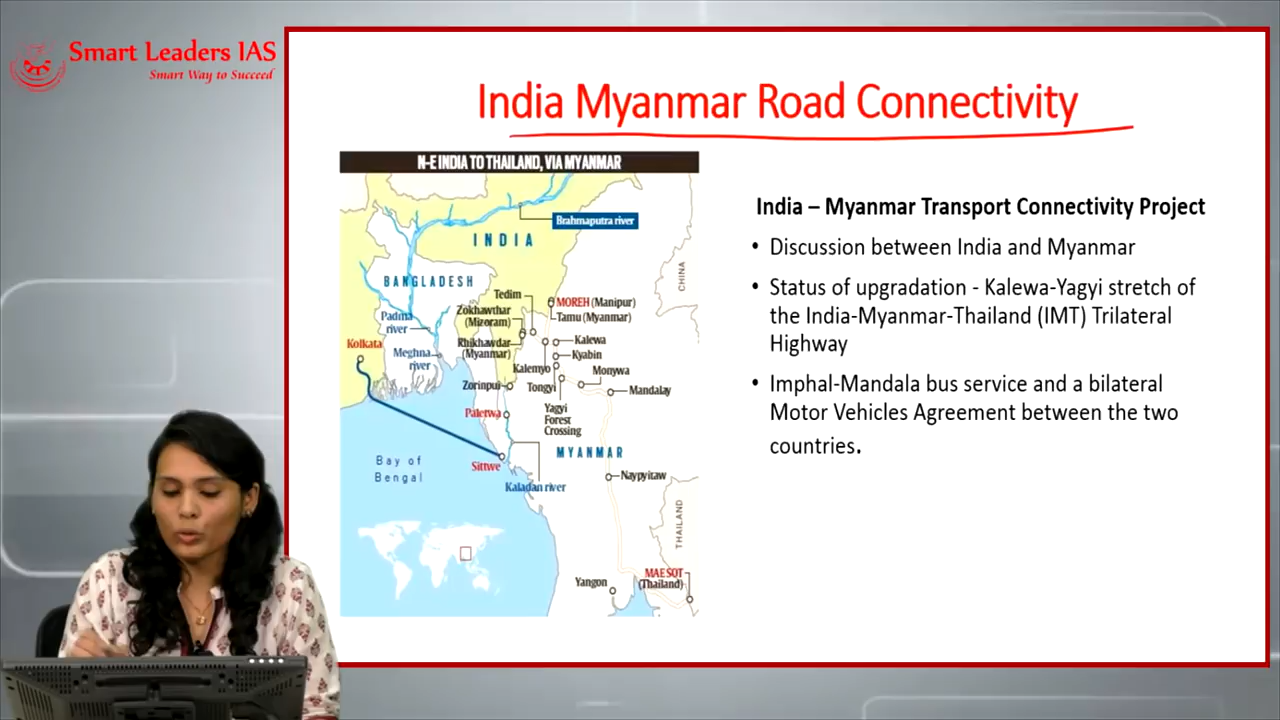 Smart Leaders IAS
Smart Way to Succeed
India Myanmar Road Connectivity
N-E INDIA TO THAILAND, VIA MYANMAR
Brahmaputra river
INDIA
BANGLADESH
CHINA
Tedim
MOREH (Manipur)
Zokhawthar
(Mizoram)
Tamu (Myanmar)
Padma
river
Kolkata
Rhikhawdar
(Myanmar)
Kalewa
Meghna
river
Kyabin
Kalemyo
Monywa
Zorinpui
Tongyi
Mandalay
Paletwa
Yagyi
Forest
Crossing
MYANMAR
Bay of
Bengal
Sittwe
Naypyitaw
Kaladan river
THAILAND
MAE SOT
(Thailand)
Yangon
India – Myanmar Transport Connectivity Project
• Discussion between India and Myanmar
• Status of upgradation - Kalewa-Yagyi stretch of
the India-Myanmar-Thailand (IMT) Trilateral
Highway
• Imphal-Mandala bus service and a bilateral
Motor Vehicles Agreement between the two
countries.